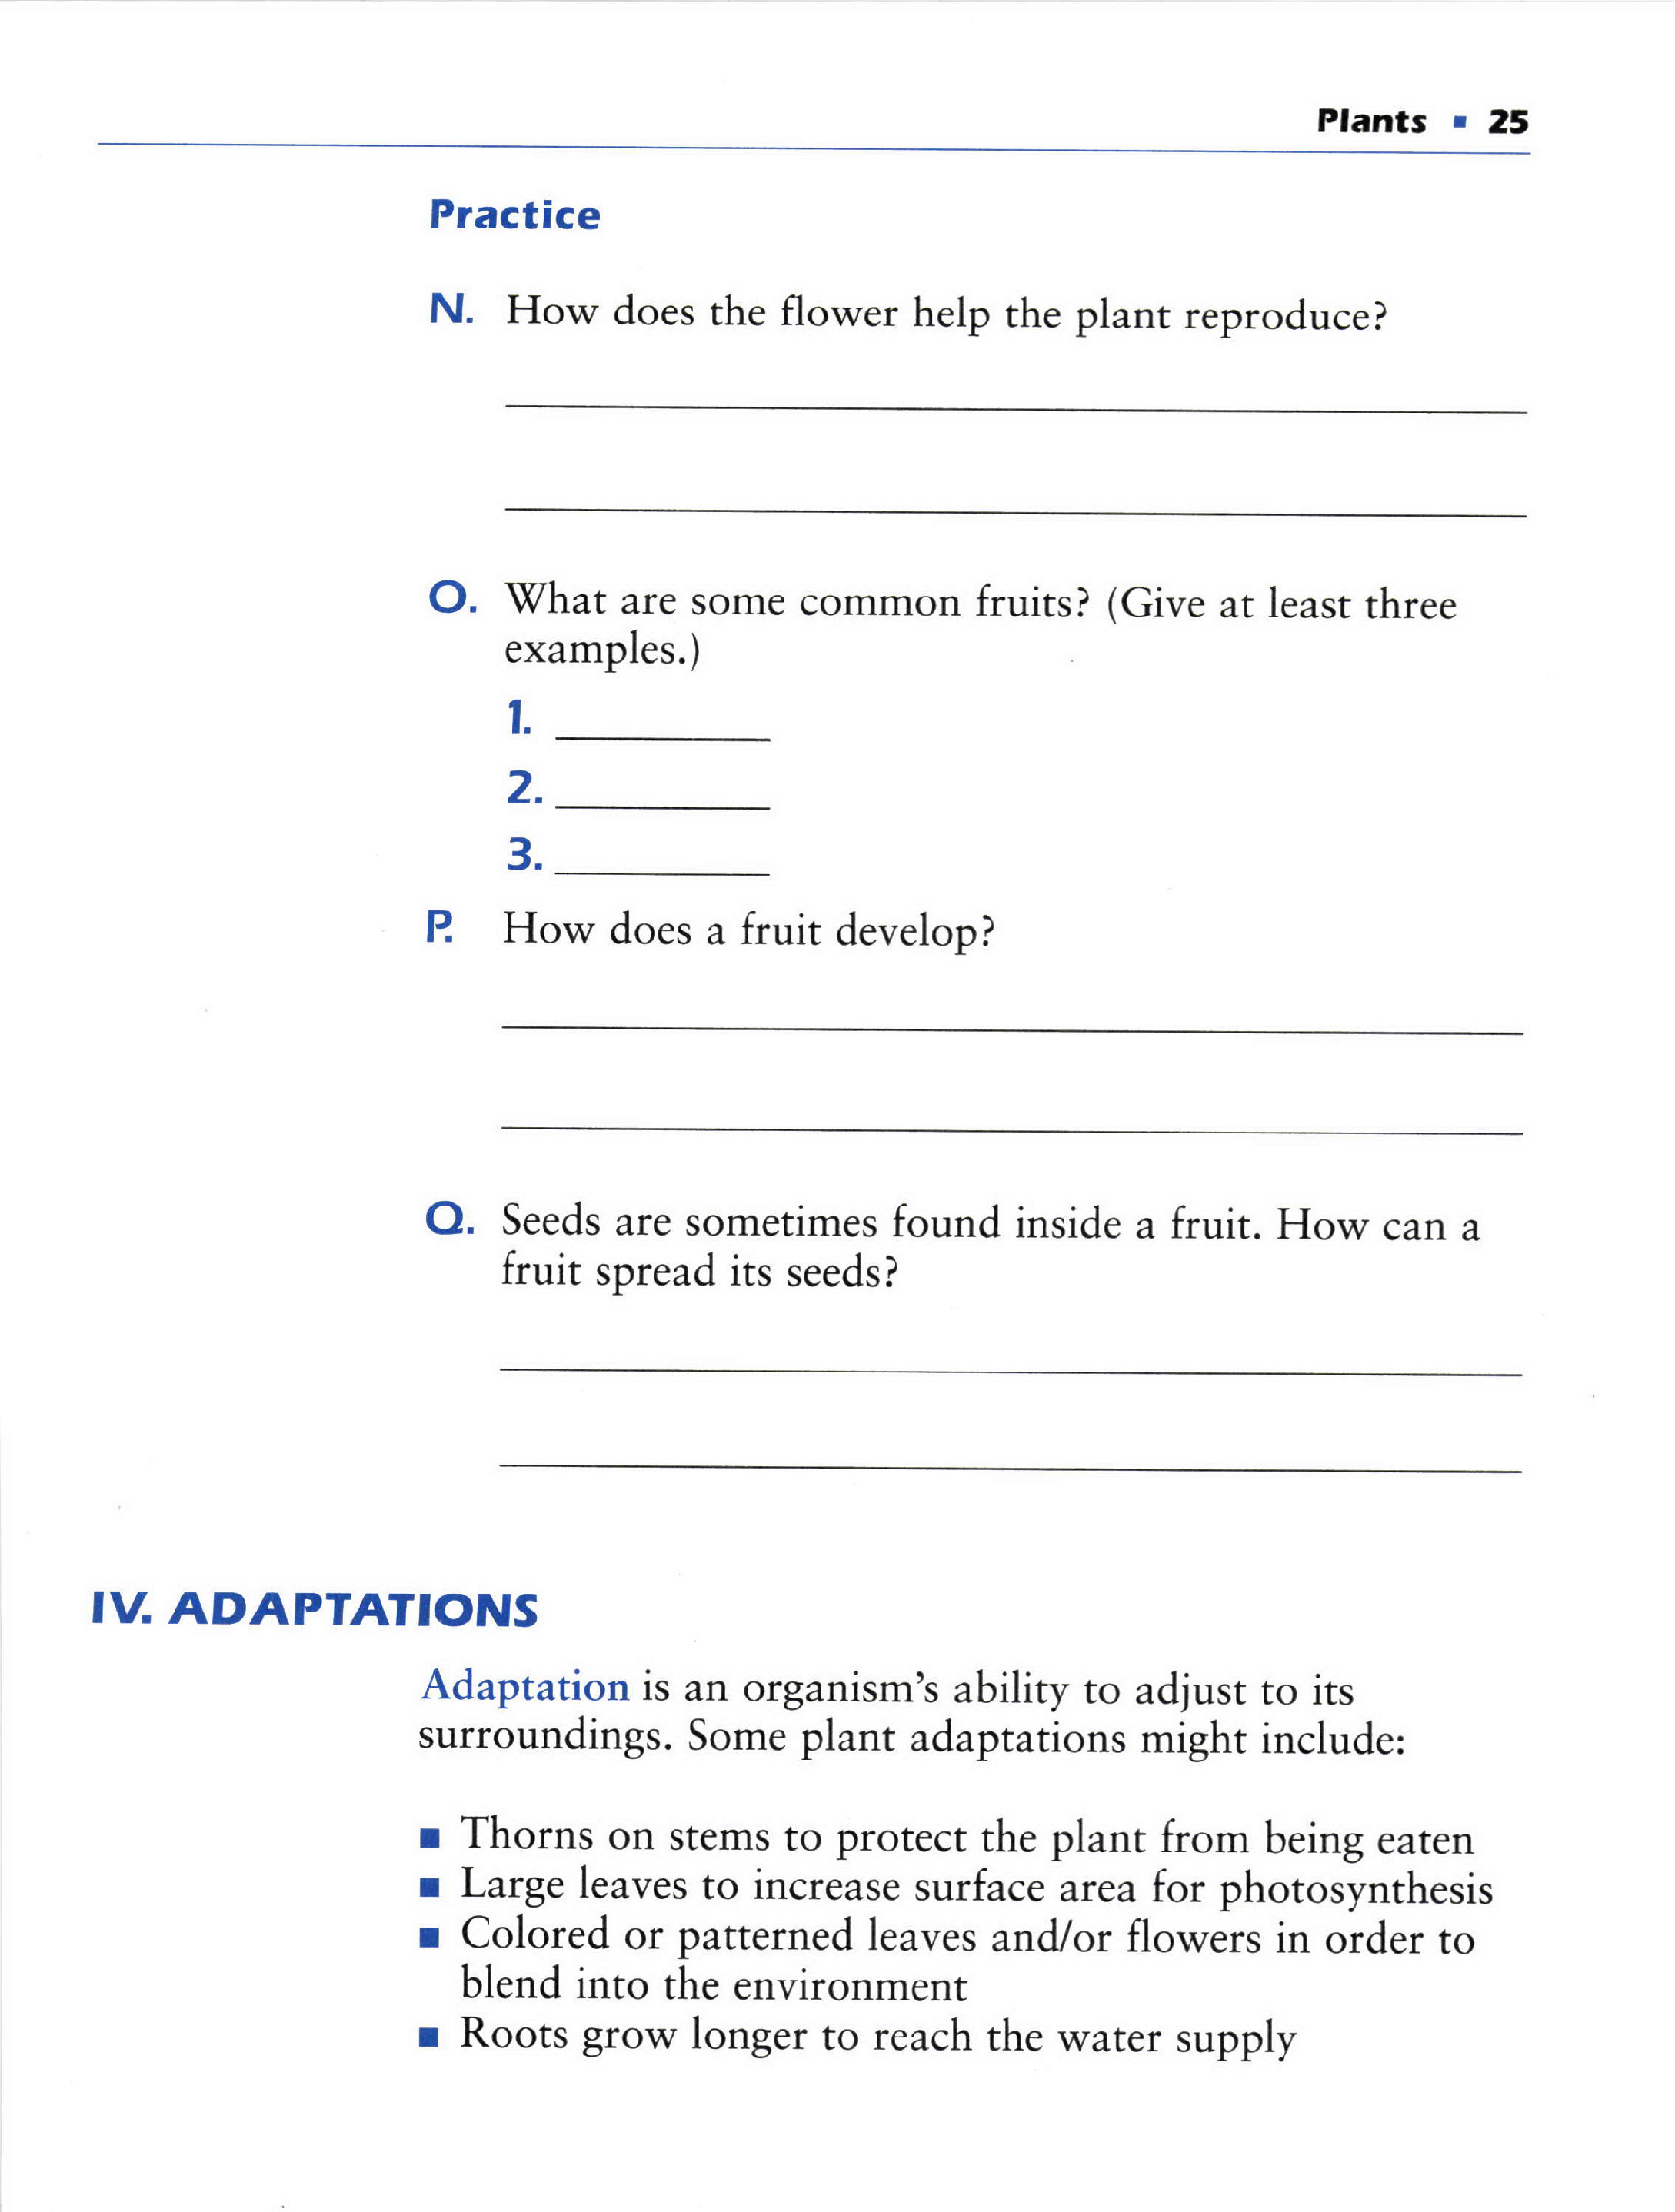 Plants ▪ 25
Practice
N. How does the flower help the plant reproduce?
O. What are some common fruits? (Give at least three
examples.)
1.
2.
3.
P. How does a fruit develop?
Q. Seeds are sometimes found inside a fruit. How can a
fruit spread its seeds?
IV. ADAPTATIONS
Adaptation is an organism’s ability to adjust to its
surroundings. Some plant adaptations might include:
▪ Thorns on stems to protect the plant from being eaten
▪ Large leaves to increase surface area for photosynthesis
▪ Colored or patterned leaves and/or flowers in order to
blend into the environment
▪ Roots grow longer to reach the water supply